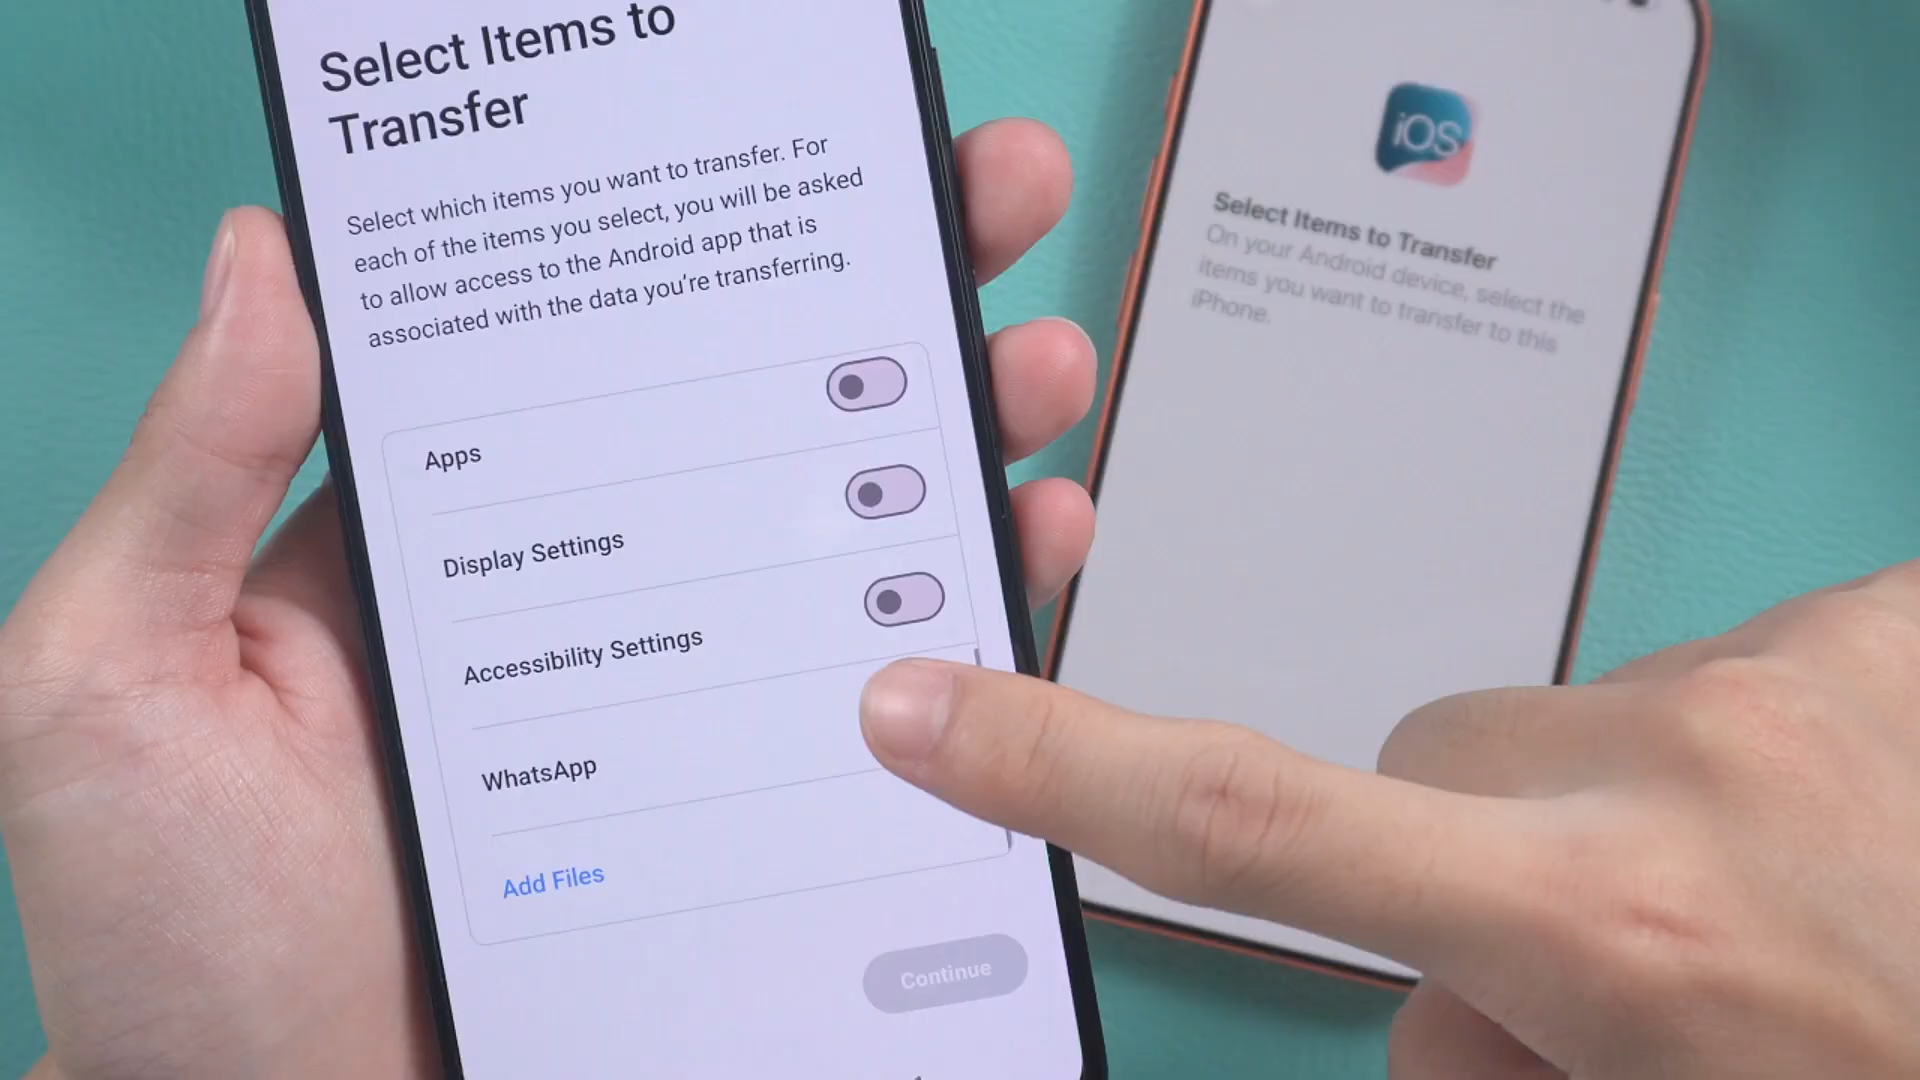 Select Items to
Transfer
Select which items you want to transfer. For
each of the items you select, you will be asked
to allow access to the Android app that is
associated with the data you're transferring.
Apps
Display Settings
Accessibility Settings
WhatsApp
Add Files
Continue
iOS
Select Items to Transfer
On your Android device, select the
items you want to transfer to this
iPhone.